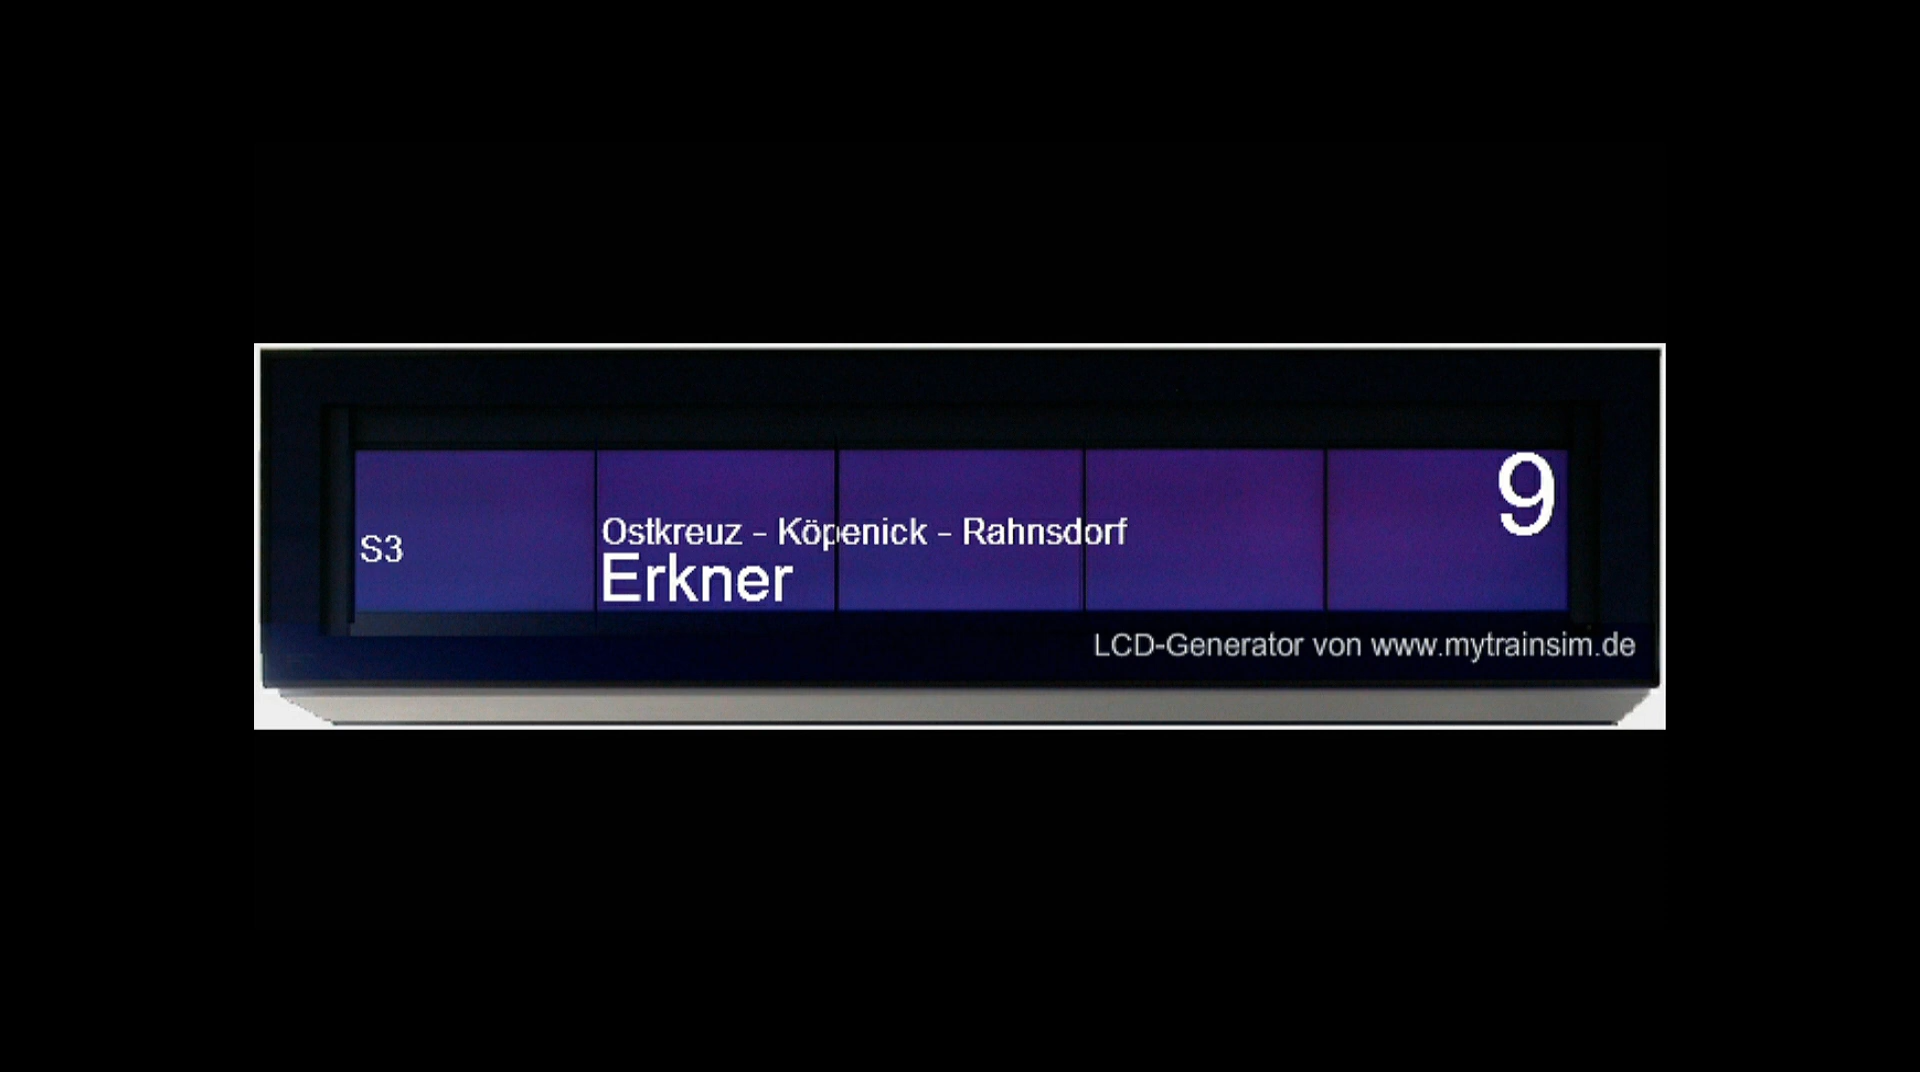 9
S3
Ostkreuz - Köpenick - Rahnsdorf
Erkner
LCD-Generator von www.mytrainsim.de